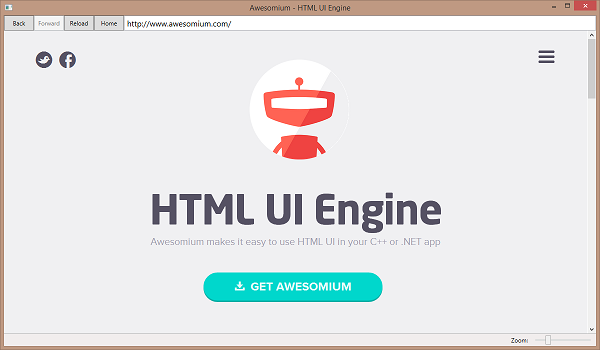 Awesomium - HTML UI Engine
Back Forward Reload Home http://www.awesomium.com/
HTML UI Engine
Awesomium makes it easy to use HTML UI in your C++ or .NET app
GET AWESOMIUM
Zoom: